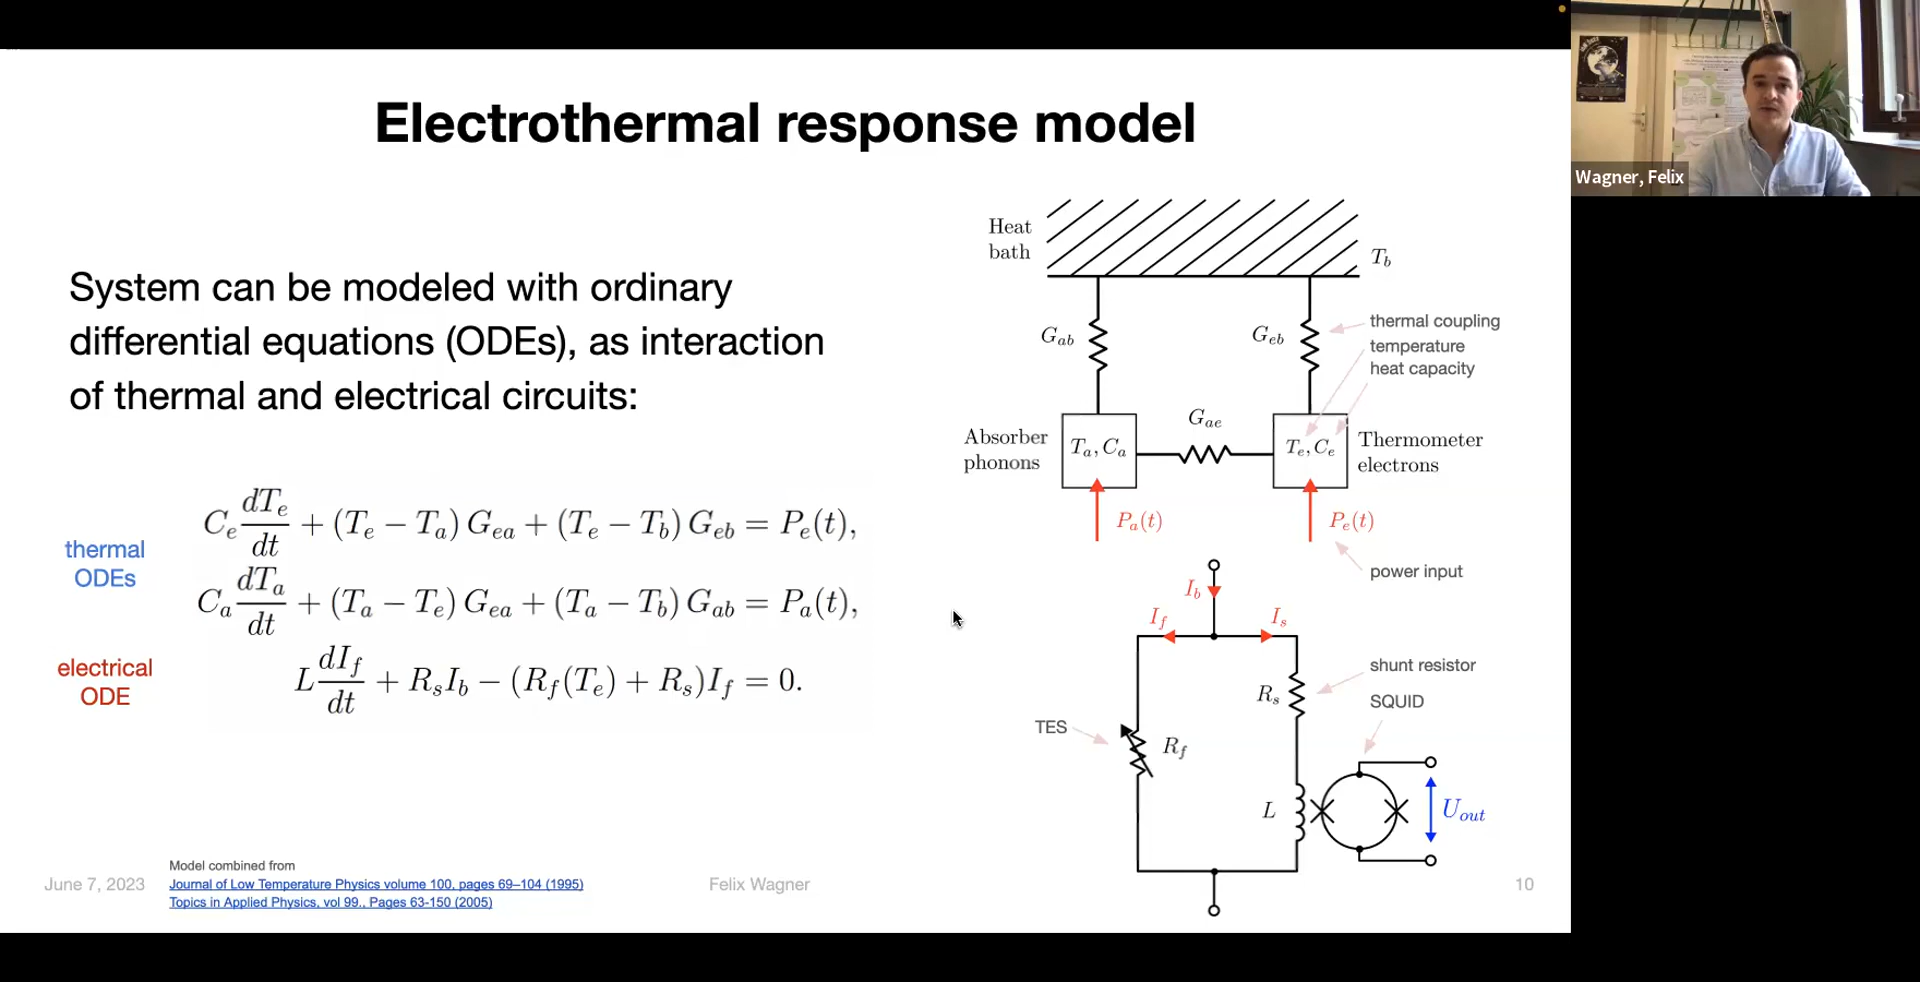 Electrothermal response model
System can be modeled with ordinary
differential equations (ODEs), as interaction
of thermal and electrical circuits:
thermal
ODEs
C_e dT_e/dt + (T_e − T_a) G_ea + (T_e − T_b) G_eb = P_e(t),
C_a dT_a/dt + (T_a − T_e) G_ea + (T_a − T_b) G_ab = P_a(t),
electrical
ODE
L dI_f/dt + R_s I_b − (R_f(T_e) + R_s)I_f = 0.
Heat
bath
T_b
G_ab
G_eb
thermal coupling
temperature
heat capacity
G_ae
Absorber
phonons
T_a, C_a
T_e, C_e
Thermometer
electrons
P_a(t)
P_e(t)
power input
I_b
I_f
I_s
shunt resistor
R_s
SQUID
TES
R_f
L
U_out
Model combined from
Journal of Low Temperature Physics volume 100, pages 69–104 (1995)
Topics in Applied Physics, vol 99., Pages 63-150 (2005)
June 7, 2023
Felix Wagner
10
Wagner, Felix